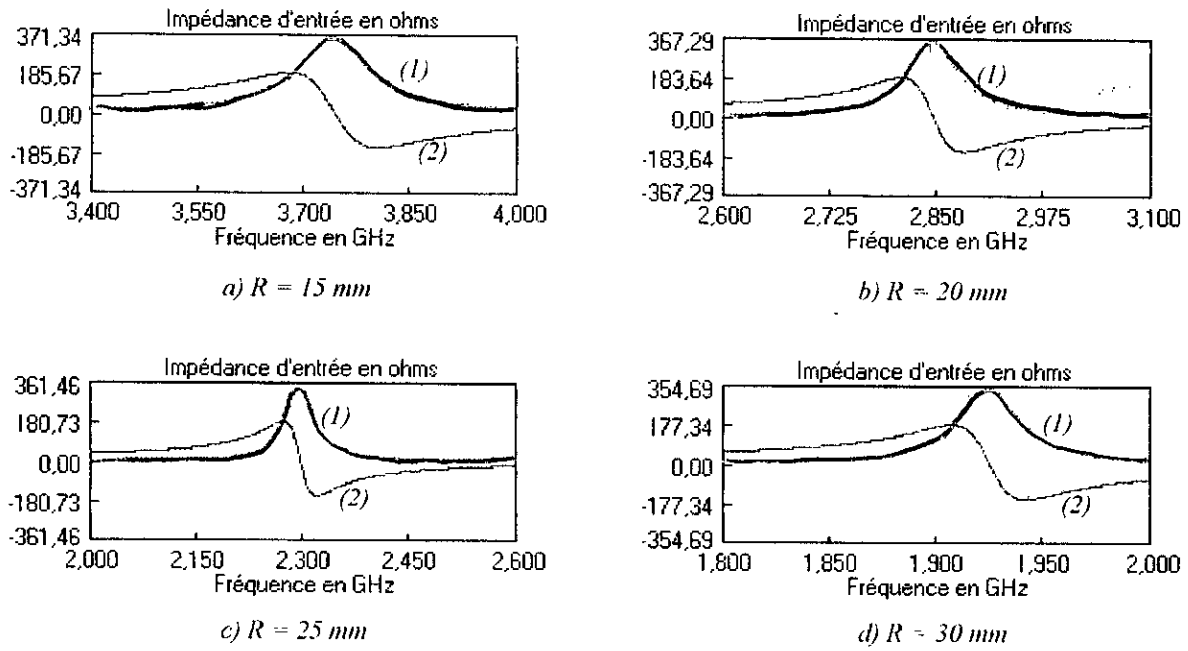 Impédance d'entrée en ohms
371,34
185,67
0,00
-185,67
-371,34
(1)
(2)
3,400 3,550 3,700 3,850 4,000
Fréquence en GHz
a) R = 15 mm
Impédance d'entrée en ohms
367,29
183,64
0,00
-183,64
-367,29
(1)
(2)
2,600 2,725 2,850 2,975 3,100
Fréquence en GHz
b) R = 20 mm
Impédance d'entrée en ohms
361,46
180,73
0,00
-180,73
-361,46
(1)
(2)
2,000 2,150 2,300 2,450 2,600
Fréquence en GHz
c) R = 25 mm
Impédance d'entrée en ohms
354,69
177,34
0,00
-177,34
-354,69
(1)
(2)
1,800 1,850 1,900 1,950 2,000
Fréquence en GHz
d) R = 30 mm